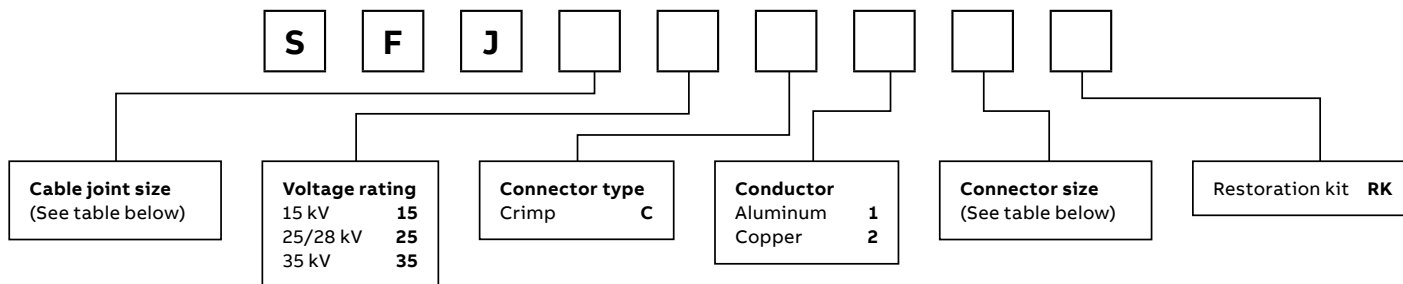 S F J
Cable joint size
(See table below)
Voltage rating
15 kV 15
25/28 kV 25
35 kV 35
Connector type
Crimp C
Conductor
Aluminum 1
Copper 2
Connector size
(See table below)
Restoration kit RK